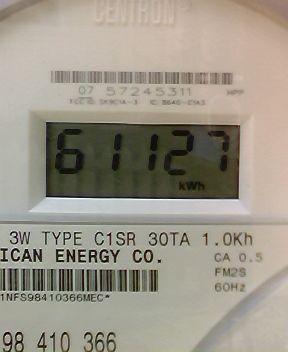 CENTRON
07 57245311
61127
kWh
3W TYPE C1SR 30TA 1.0Kh
ICAN ENERGY CO.
CA 0.5
FM2S
60Hz
1NFS98410366MEC*
98 410 366